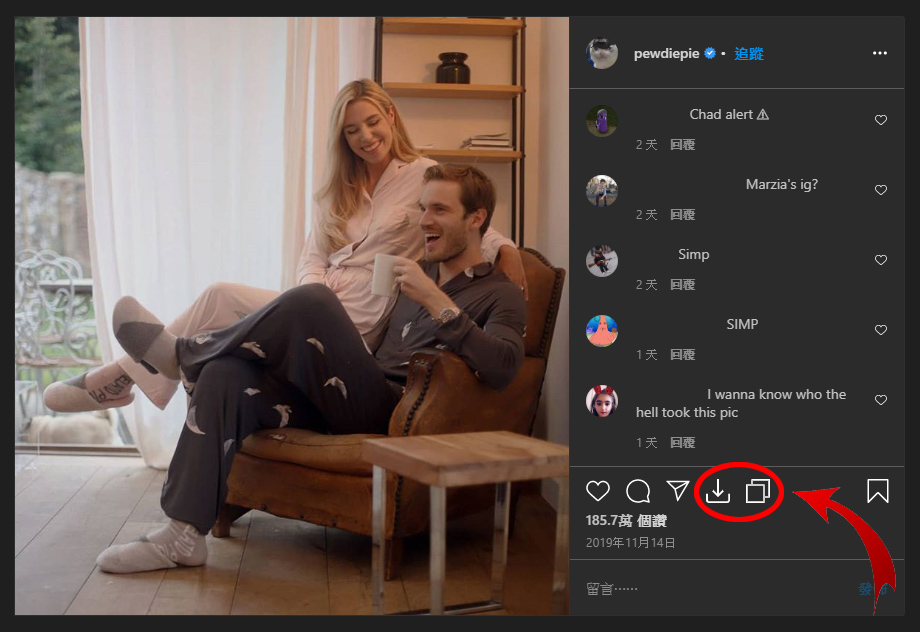 pewdiepie • 追蹤
Chad alert ⚠
2 天 回覆
Marzia's ig?
2 天 回覆
Simp
2 天 回覆
SIMP
1 天 回覆
I wanna know who the
hell took this pic
1 天 回覆
185.7萬 個讚
2019年11月14日
留言⋯⋯